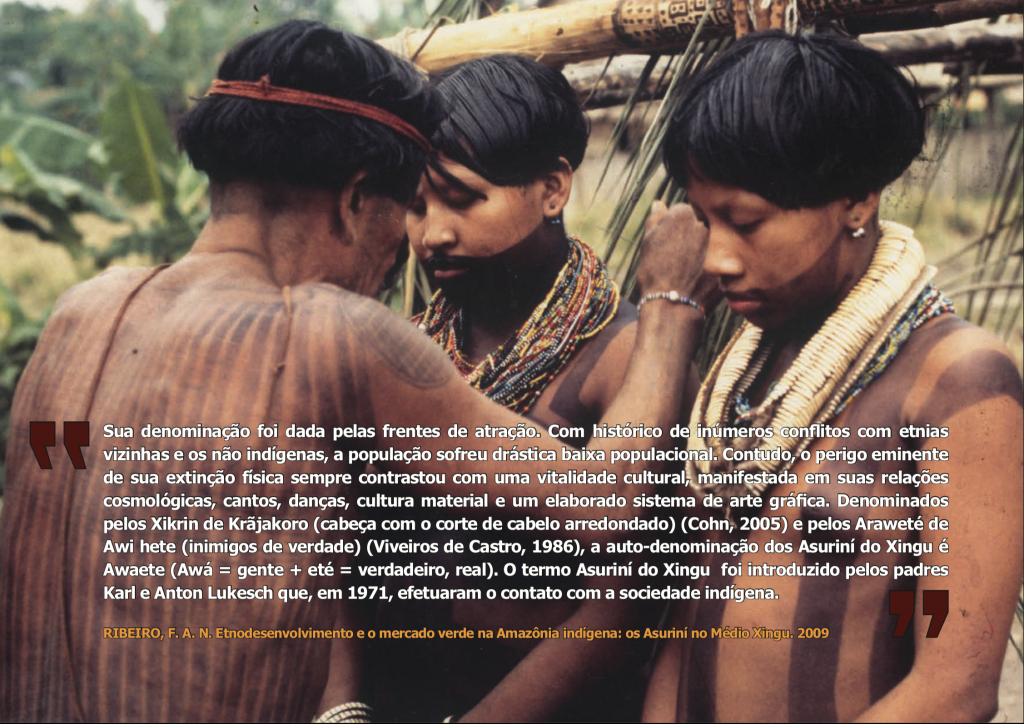 Sua denominação foi dada pelas frentes de atração. Com histórico de inúmeros conflitos com etnias
vizinhas e os não indígenas, a população sofreu drástica baixa populacional. Contudo, o perigo eminente
de sua extinção física sempre contrastou com uma vitalidade cultural, manifestada em suas relações
cosmológicas, cantos, danças, cultura material e um elaborado sistema de arte gráfica. Denominados
pelos Xikrin de Krãjakoro (cabeça com o corte de cabelo arredondado) (Cohn, 2005) e pelos Araweté de
Awi hete (inimigos de verdade) (Viveiros de Castro, 1986), a auto-denominação dos Asuriní do Xingu é
Awaete (Awá = gente + eté = verdadeiro, real). O termo Asuriní do Xingu foi introduzido pelos padres
Karl e Anton Lukesch que, em 1971, efetuaram o contato com a sociedade indígena.
RIBEIRO, F. A. N. Etnodesenvolvimento e o mercado verde na Amazônia indígena: os Asuriní no Médio Xingu. 2009